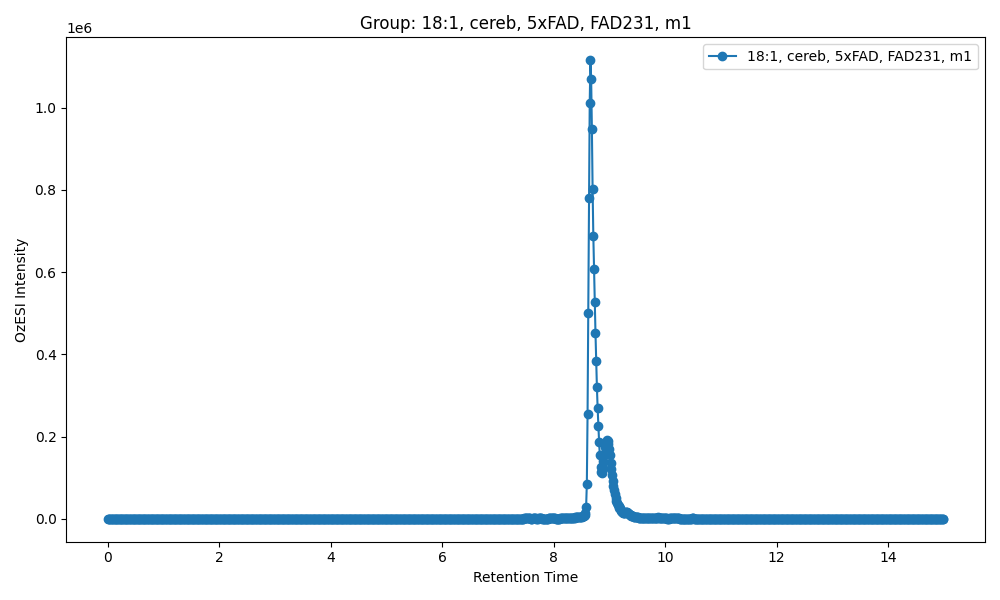 Group: 18:1, cereb, 5xFAD, FAD231, m1
1e6
18:1, cereb, 5xFAD, FAD231, m1
1.0
0.8
0.6
0.4
0.2
0.0
OzESI Intensity
0 2 4 6 8 10 12 14
Retention Time